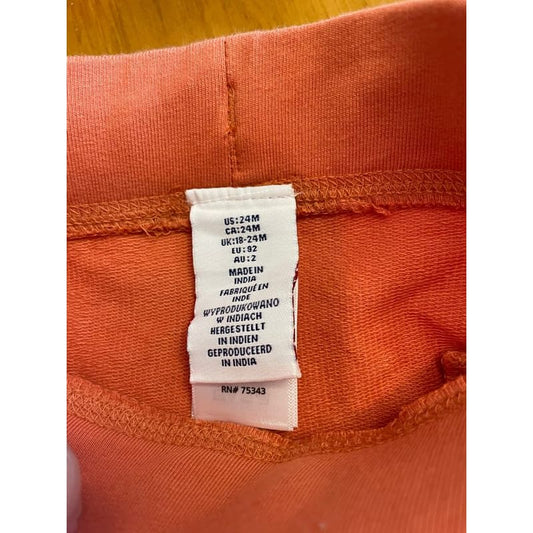 US:24M
CA:24M
UK:18-24M
EU:92
AU:2
MADE IN
INDIA
FABRIQUÉ EN
INDE
WYPRODUKOWANO
W INDIACH
HERGESTELLT
IN INDIEN
GEPRODUCEERD
IN INDIA
RN# 75343